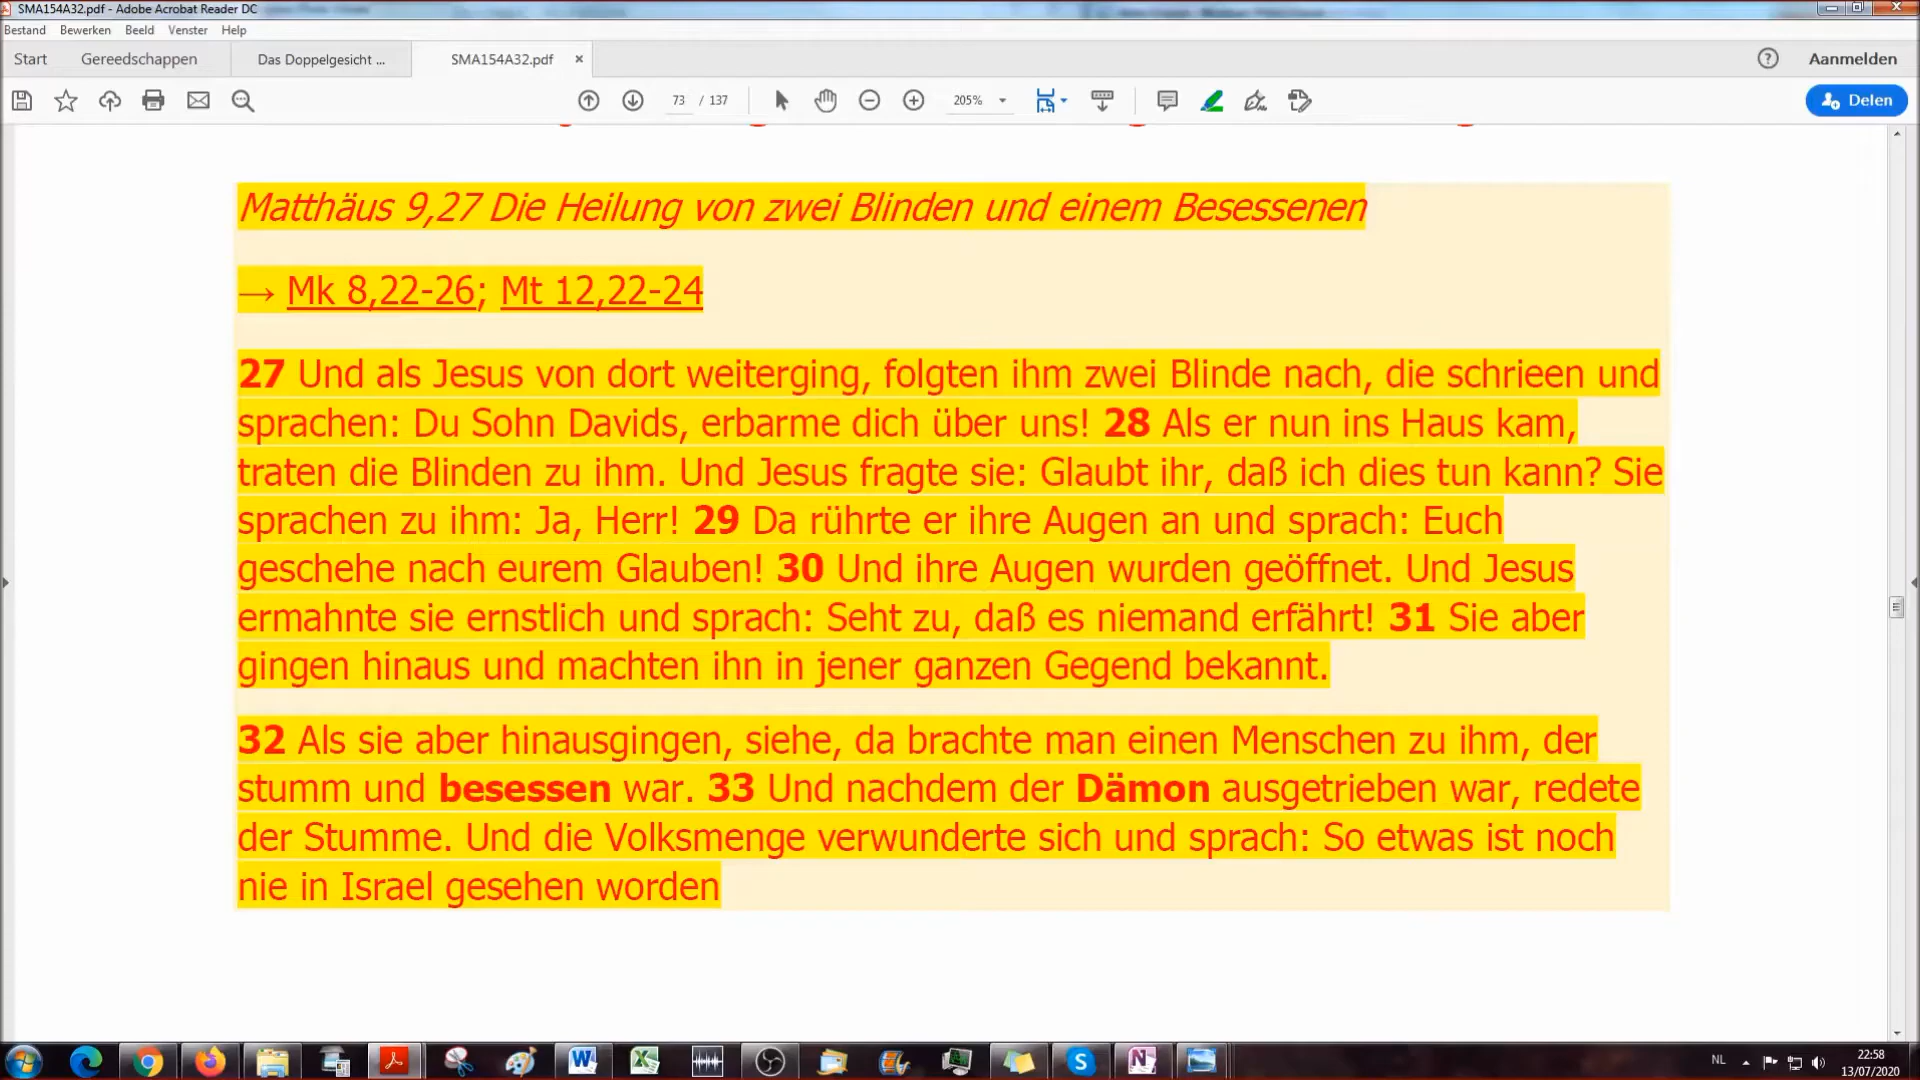 SMA154A32.pdf - Adobe Acrobat Reader DC
Bestand Bewerken Beeld Venster Help
Start Gereedschappen Das Doppelgesicht ... SMA154A32.pdf × ? Aanmelden
73 / 137 205% Delen
Matthäus 9,27 Die Heilung von zwei Blinden und einem Besessenen
→ Mk 8,22-26; Mt 12,22-24
27 Und als Jesus von dort weiterging, folgten ihm zwei Blinde nach, die schrieen und
sprachen: Du Sohn Davids, erbarme dich über uns! 28 Als er nun ins Haus kam,
traten die Blinden zu ihm. Und Jesus fragte sie: Glaubt ihr, daß ich dies tun kann? Sie
sprachen zu ihm: Ja, Herr! 29 Da rührte er ihre Augen an und sprach: Euch
geschehe nach eurem Glauben! 30 Und ihre Augen wurden geöffnet. Und Jesus
ermahnte sie ernstlich und sprach: Seht zu, daß es niemand erfährt! 31 Sie aber
gingen hinaus und machten ihn in jener ganzen Gegend bekannt.
32 Als sie aber hinausgingen, siehe, da brachte man einen Menschen zu ihm, der
stumm und besessen war. 33 Und nachdem der Dämon ausgetrieben war, redete
der Stumme. Und die Volksmenge verwunderte sich und sprach: So etwas ist noch
nie in Israel gesehen worden
NL 22:58
13/07/2020